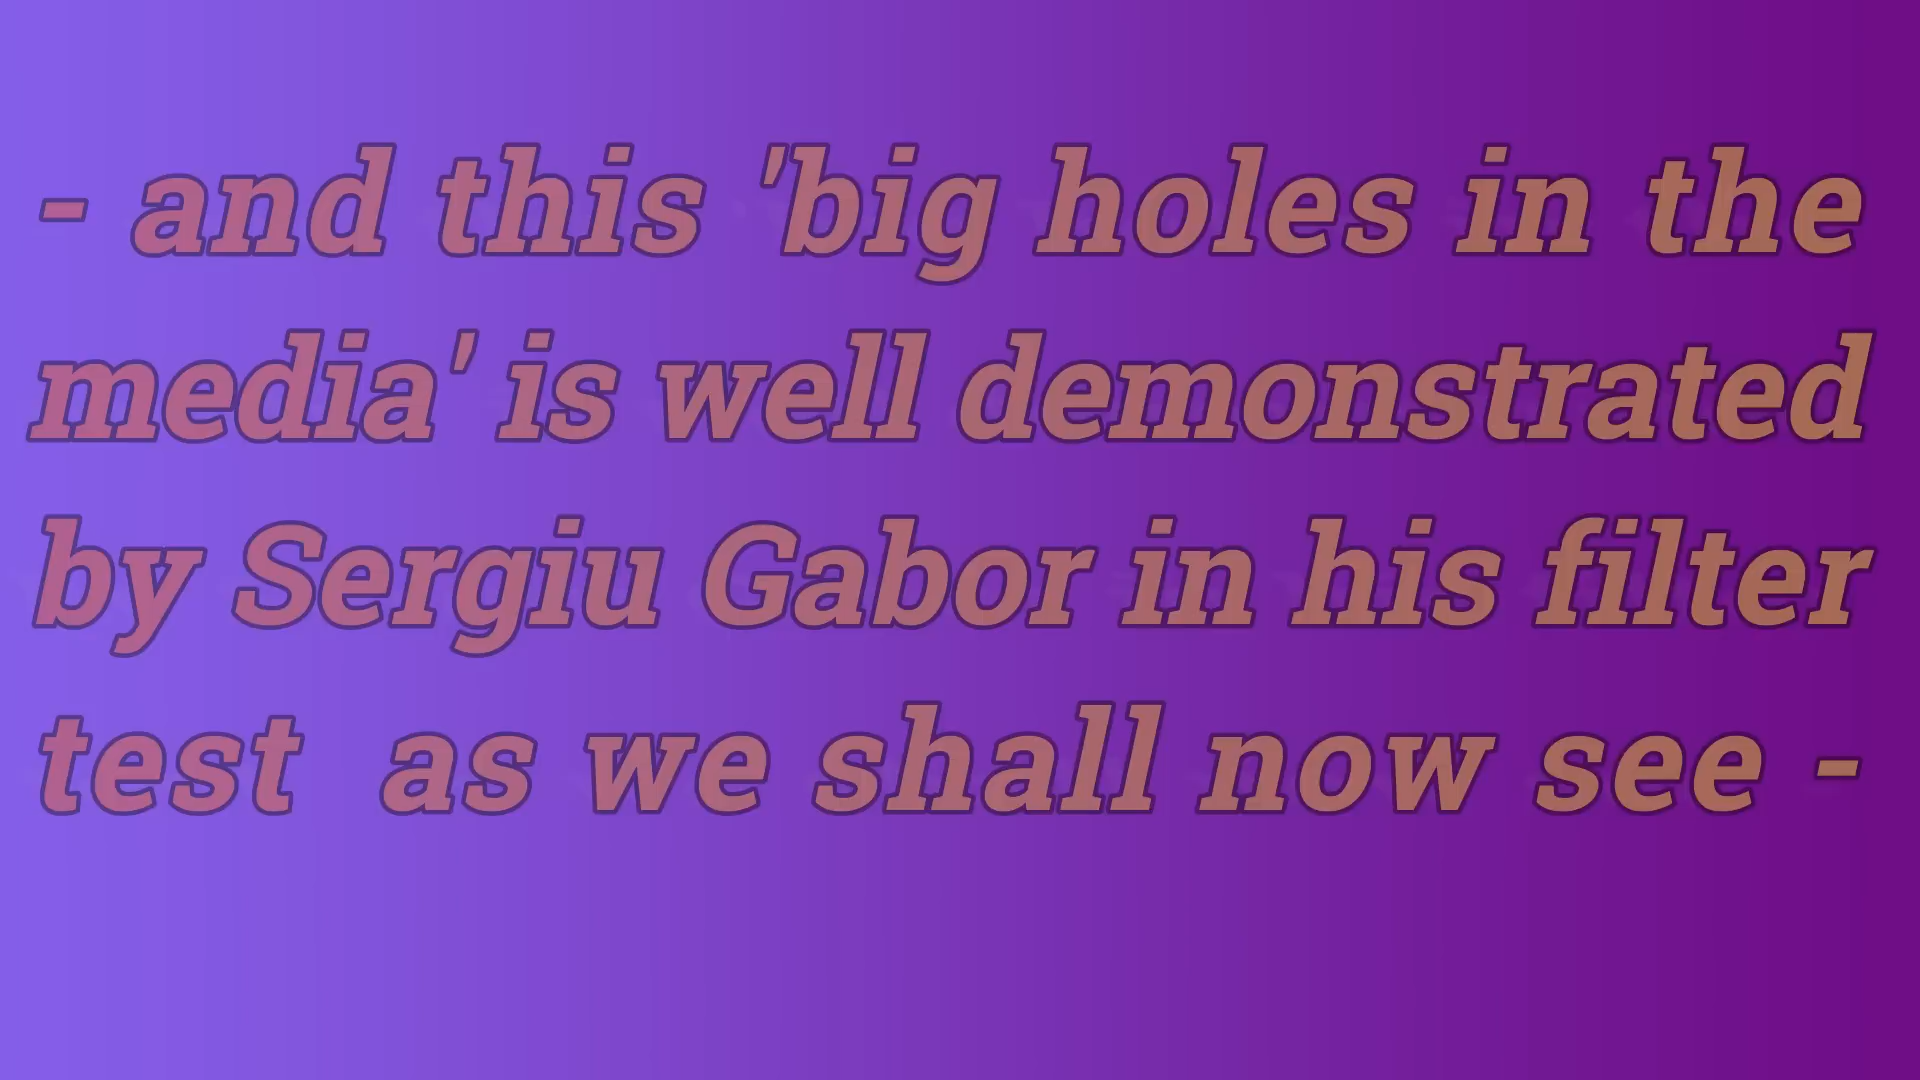 - and this 'big holes in the
media' is well demonstrated
by Sergiu Gabor in his filter
test  as we shall now see -